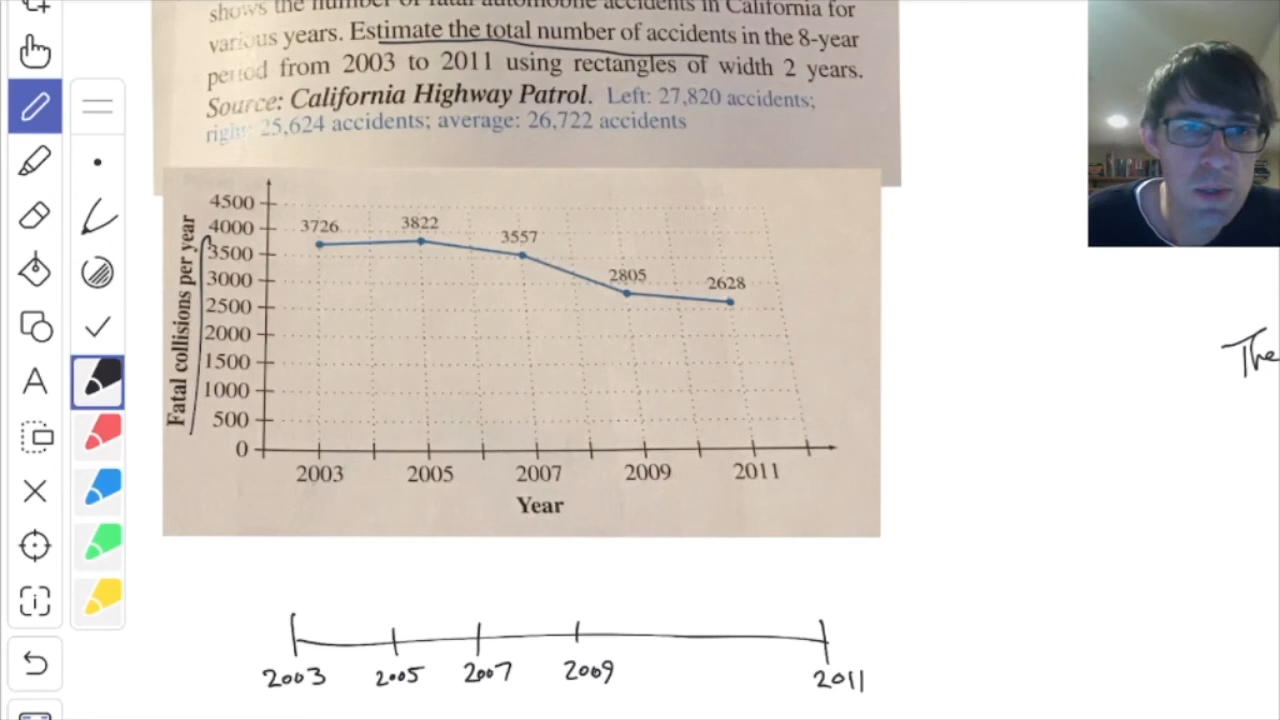 shows the number of fatal automobile accidents in California for
various years. Estimate the total number of accidents in the 8-year
period from 2003 to 2011 using rectangles of width 2 years.
Source: California Highway Patrol. Left: 27,820 accidents;
right: 25,624 accidents; average: 26,722 accidents
Fatal collisions per year
4500
4000
3500
3000
2500
2000
1500
1000
500
0
3726
3822
3557
2805
2628
2003
2005
2007
2009
2011
Year
The
2003
2005
2007
2009
2011
A